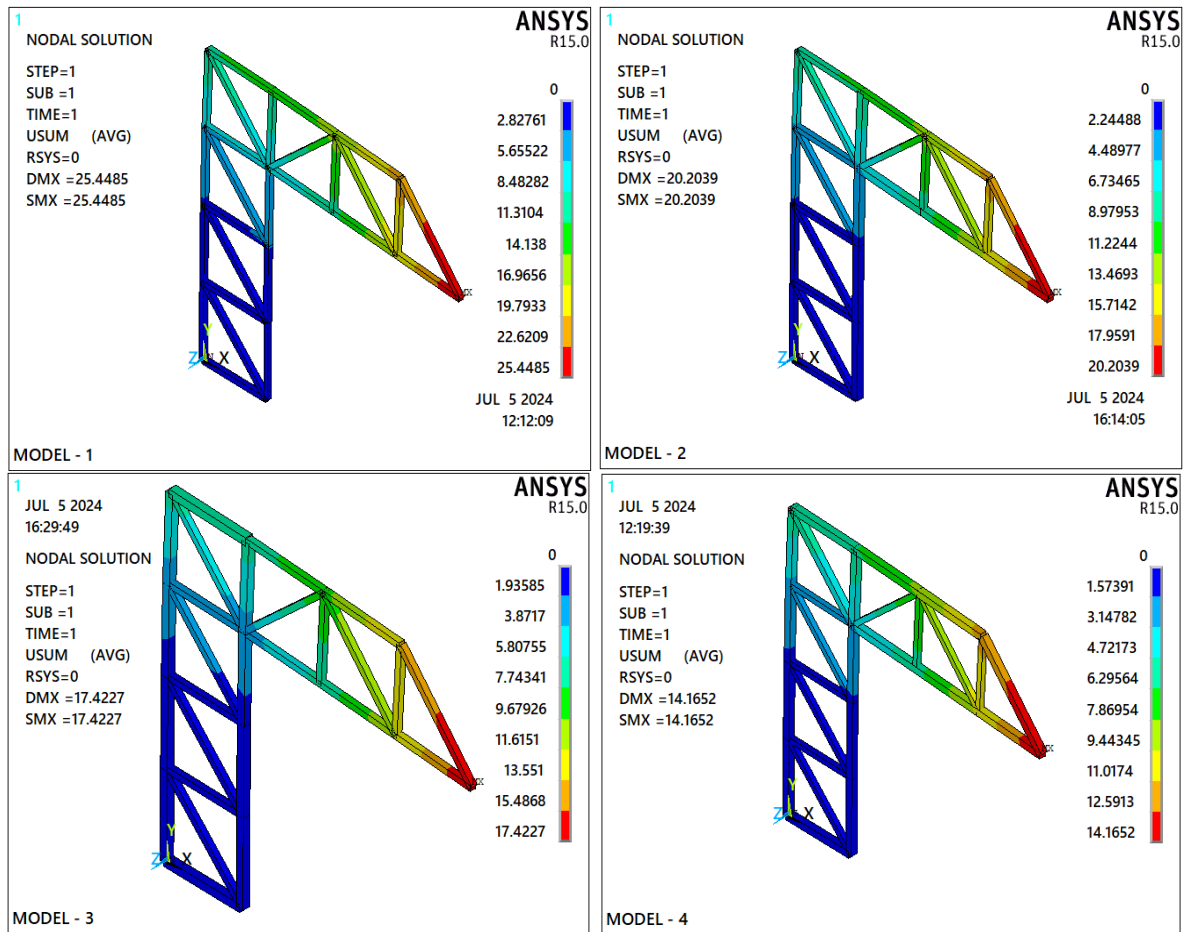 1
ANSYS
R15.0
NODAL SOLUTION
STEP=1
SUB =1
TIME=1
USUM (AVG)
RSYS=0
DMX =25.4485
SMX =25.4485
0
2.82761
5.65522
8.48282
11.3104
14.138
16.9656
19.7933
22.6209
25.4485
Y
Z X
JUL 5 2024
12:12:09
MODEL - 1
1
ANSYS
R15.0
NODAL SOLUTION
STEP=1
SUB =1
TIME=1
USUM (AVG)
RSYS=0
DMX =20.2039
SMX =20.2039
0
2.24488
4.48977
6.73465
8.97953
11.2244
13.4693
15.7142
17.9591
20.2039
Y
Z X
JUL 5 2024
16:14:05
MODEL - 2
1
ANSYS
R15.0
JUL 5 2024
16:29:49
NODAL SOLUTION
STEP=1
SUB =1
TIME=1
USUM (AVG)
RSYS=0
DMX =17.4227
SMX =17.4227
0
1.93585
3.8717
5.80755
7.74341
9.67926
11.6151
13.551
15.4868
17.4227
Y
Z X
MODEL - 3
1
ANSYS
R15.0
JUL 5 2024
12:19:39
NODAL SOLUTION
STEP=1
SUB =1
TIME=1
USUM (AVG)
RSYS=0
DMX =14.1652
SMX =14.1652
0
1.57391
3.14782
4.72173
6.29564
7.86954
9.44345
11.0174
12.5913
14.1652
Y
Z X
MODEL - 4